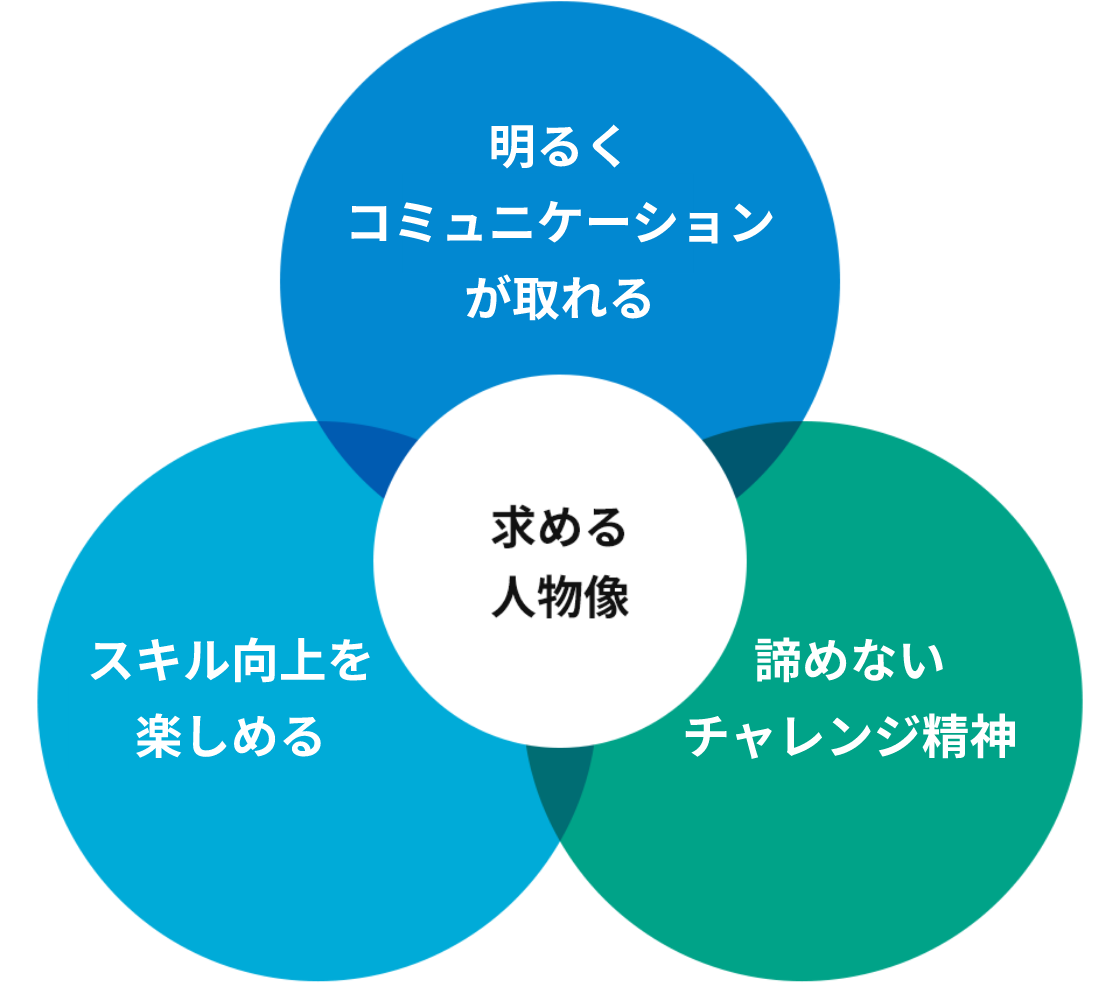 明るく
コミュニケーション
が取れる
求める
人物像
スキル向上を
楽しめる
諦めない
チャレンジ精神